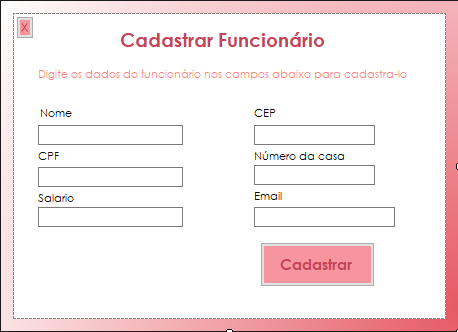 X
Cadastrar Funcionário
Digite os dados do funcionário nos campos abaixo para cadastra-lo
Nome
CEP
CPF
Número da casa
Salario
Email
Cadastrar